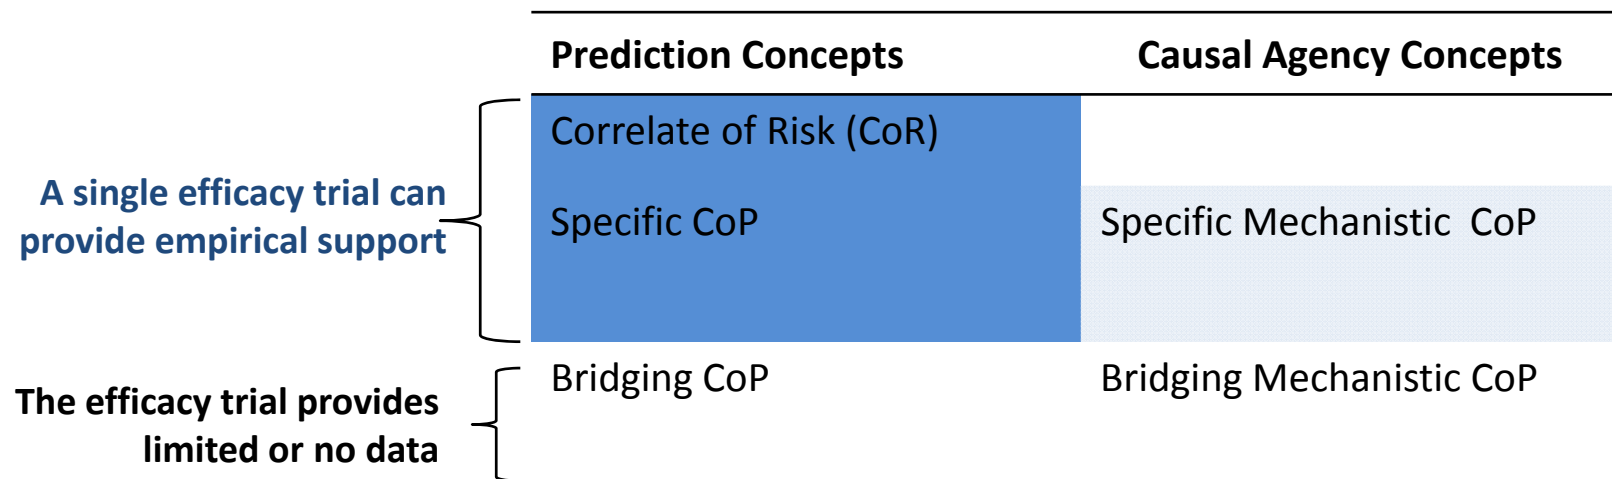 Prediction Concepts
Causal Agency Concepts
Correlate of Risk (CoR)
A single efficacy trial can
provide empirical support
Specific CoP
Specific Mechanistic CoP
The efficacy trial provides
limited or no data
Bridging CoP
Bridging Mechanistic CoP